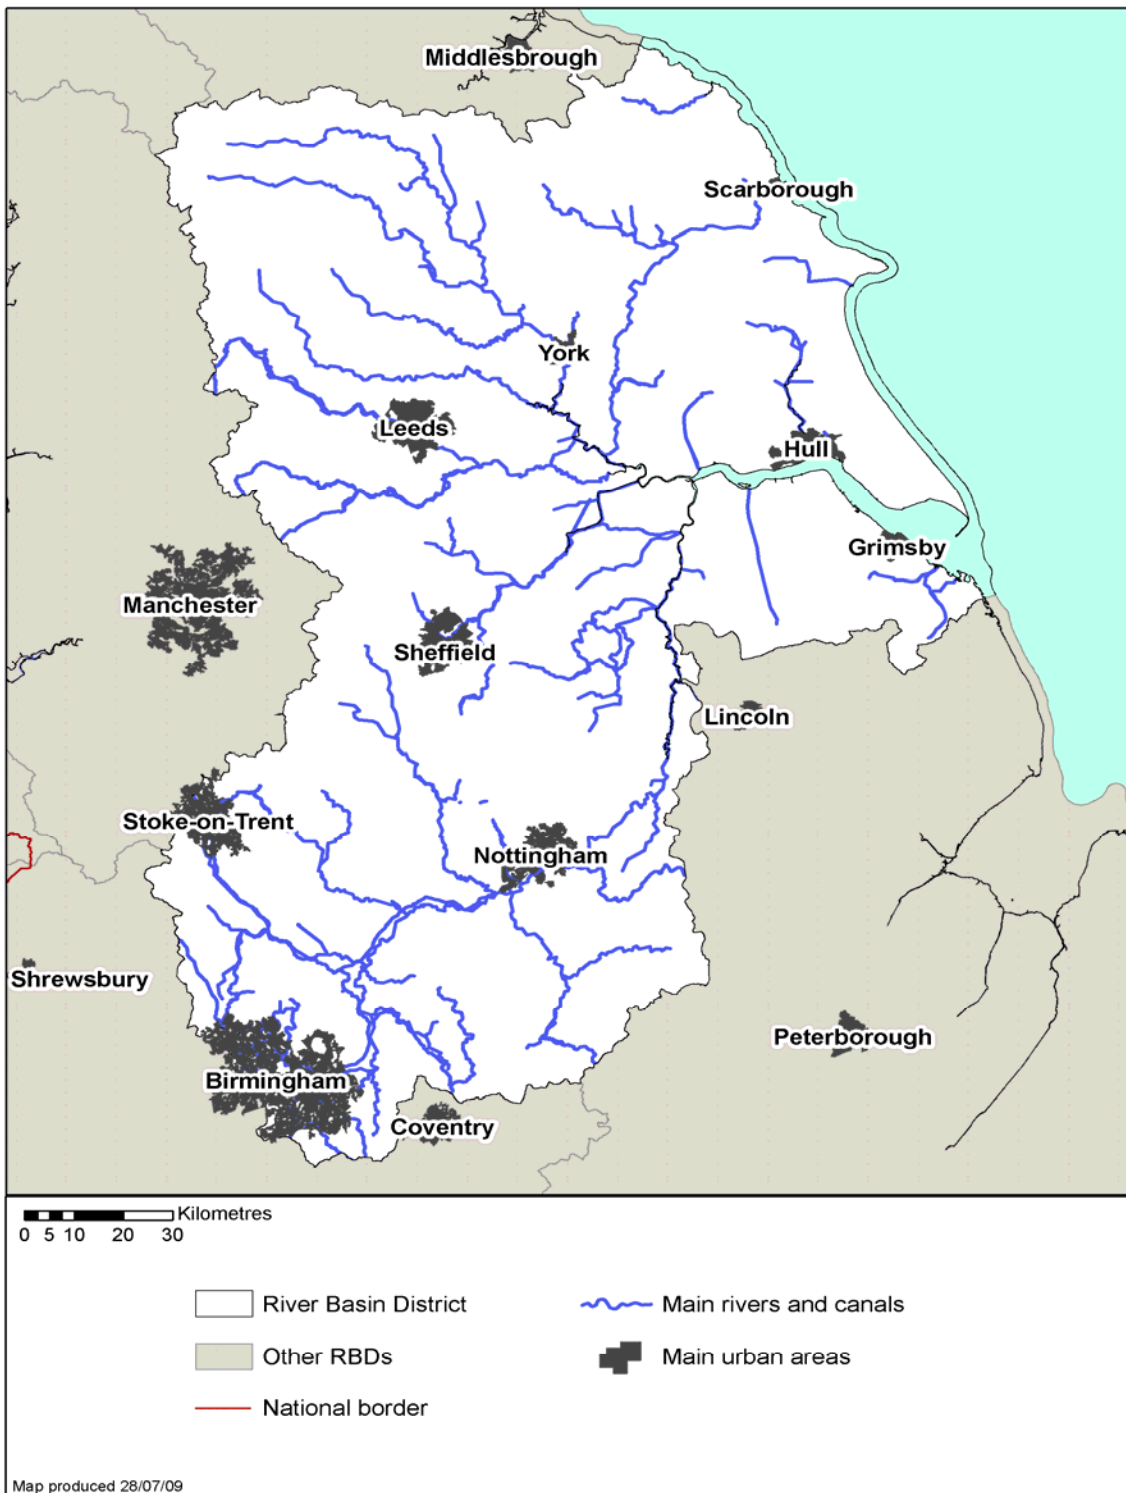 Middlesbrough
Scarborough
York
Leeds
Hull
Grimsby
Manchester
Sheffield
Lincoln
Stoke-on-Trent
Nottingham
Shrewsbury
Peterborough
Birmingham
Coventry
Kilometres
0 5 10 20 30
River Basin District
Main rivers and canals
Other RBDs
Main urban areas
National border
Map produced 28/07/09